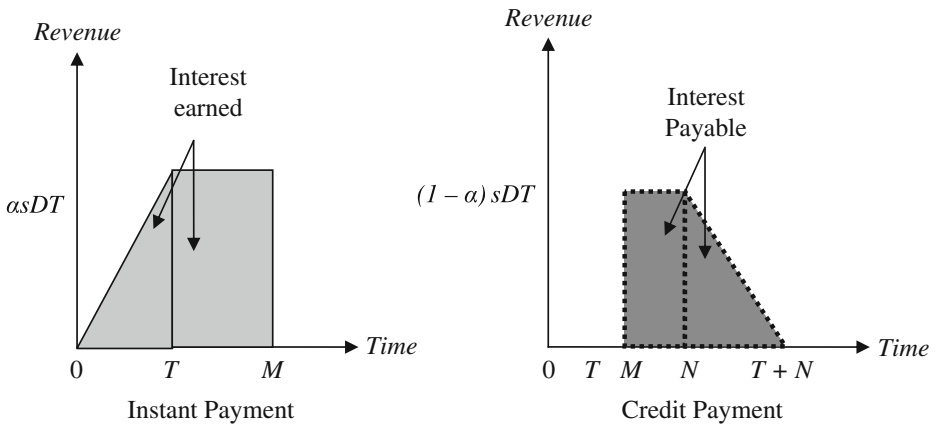 Revenue
Interest
earned
αsDT
Time
0
T
M
Instant Payment
Revenue
Interest
Payable
(1 – α) sDT
Time
0
T
M
N
T + N
Credit Payment